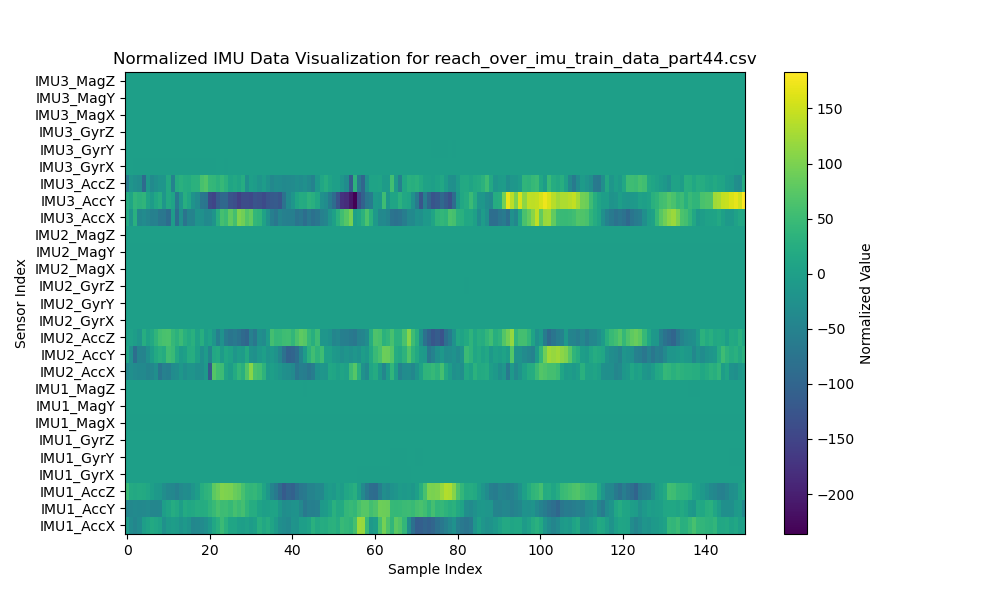 Normalized IMU Data Visualization for reach_over_imu_train_data_part44.csv
IMU3_MagZ
IMU3_MagY
IMU3_MagX
IMU3_GyrZ
IMU3_GyrY
IMU3_GyrX
IMU3_AccZ
IMU3_AccY
IMU3_AccX
IMU2_MagZ
IMU2_MagY
IMU2_MagX
IMU2_GyrZ
IMU2_GyrY
IMU2_GyrX
IMU2_AccZ
IMU2_AccY
IMU2_AccX
IMU1_MagZ
IMU1_MagY
IMU1_MagX
IMU1_GyrZ
IMU1_GyrY
IMU1_GyrX
IMU1_AccZ
IMU1_AccY
IMU1_AccX
Sensor Index
0 20 40 60 80 100 120 140
Sample Index
150
100
50
0
−50
−100
−150
−200
Normalized Value